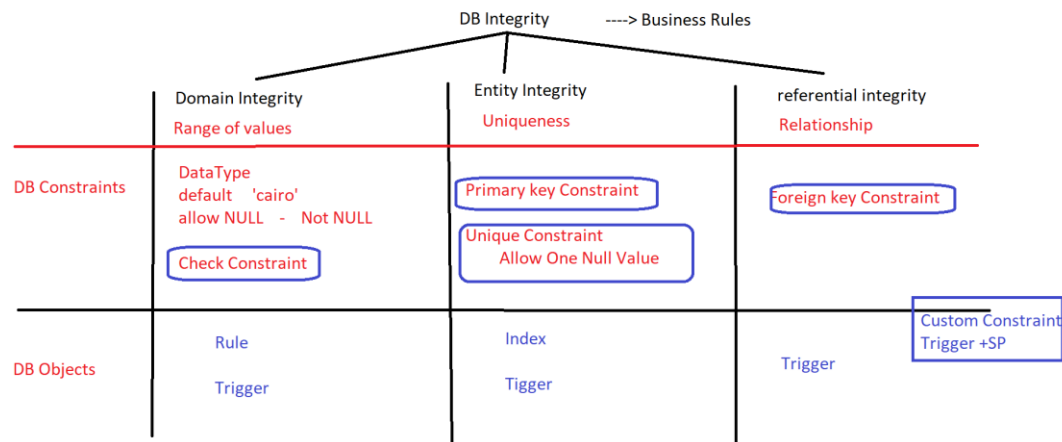 DB Integrity ----> Business Rules
Domain Integrity
Range of values
Entity Integrity
Uniqueness
referential integrity
Relationship
DB Constraints
DataType
default 'cairo'
allow NULL - Not NULL
Check Constraint
Primary key Constraint
Unique Constraint
Allow One Null Value
Foreign key Constraint
Custom Constraint
Trigger +SP
DB Objects
Rule
Trigger
Index
Tigger
Trigger